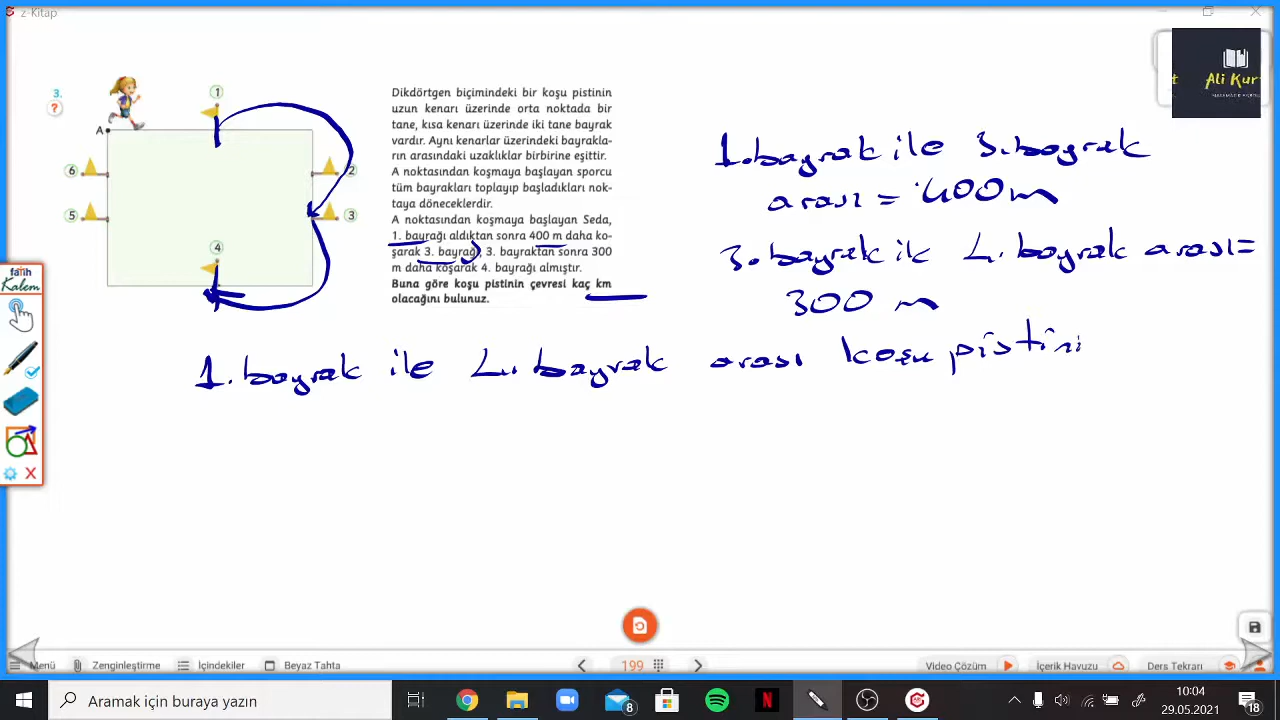 z-Kitap
Ali Kur
3.
?
A
1
2
3
4
5
6
Dikdörtgen biçimindeki bir koşu pistinin
uzun kenarı üzerinde orta noktada bir
tane, kısa kenarı üzerinde iki tane bayrak
vardır. Aynı kenarlar üzerindeki bayrakla-
rın arasındaki uzaklıklar birbirine eşittir.
A noktasından koşmaya başlayan sporcu
tüm bayrakları toplayıp başladıkları nok-
taya döneceklerdir.
A noktasından koşmaya başlayan Seda,
1. bayrağı aldıktan sonra 400 m daha ko-
şarak 3. bayrağı, 3. bayraktan sonra 300
m daha koşarak 4. bayrağı almıştır.
Buna göre koşu pistinin çevresi kaç km
olacağını bulunuz.
1.bayrak ile 3.bayrak
arası = 400m
3.bayrak ile 4.bayrak arası=
300 m
1.bayrak ile 4.bayrak arası koşu pistini
fatih
Kalem
Menü
Zenginleştirme
İçindekiler
Beyaz Tahta
199
Video Çözüm
İçerik Havuzu
Ders Tekrarı
Aramak için buraya yazın
8
10:04
29.05.2021
18